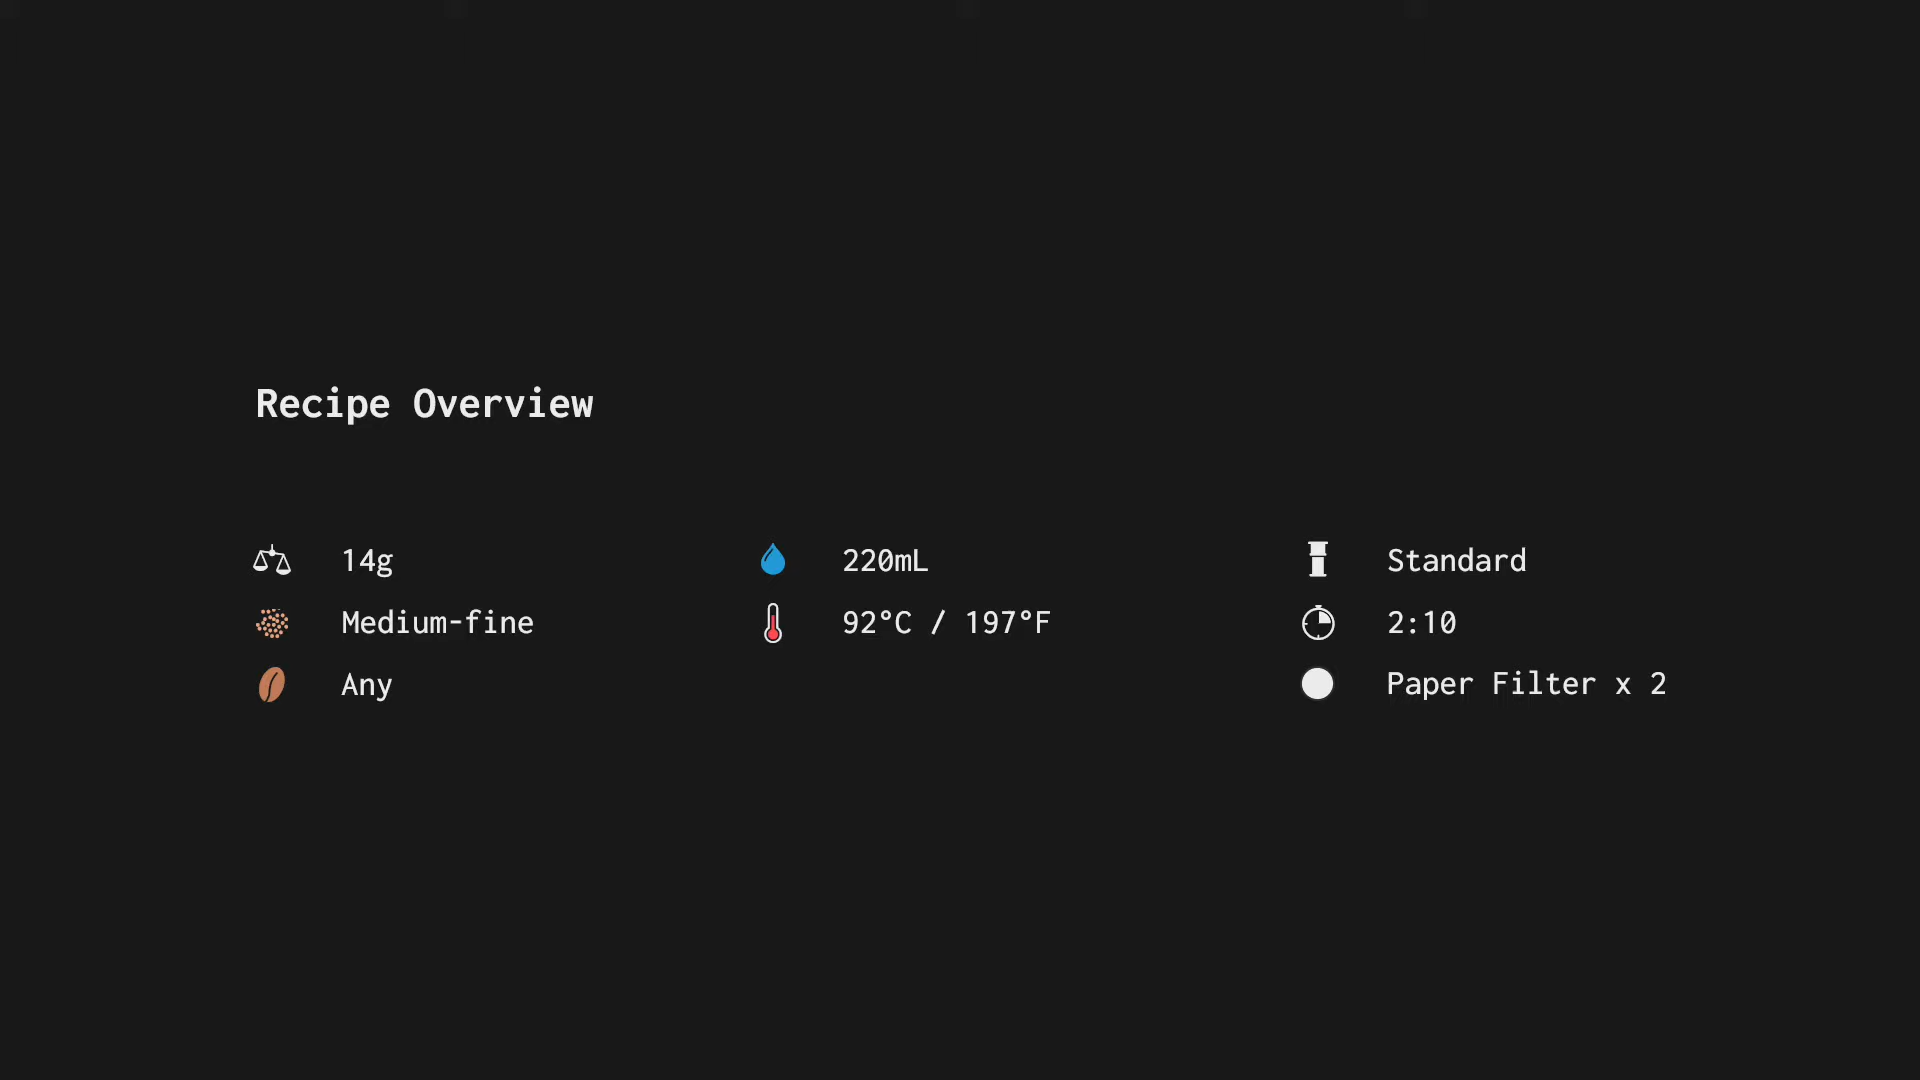 Recipe Overview
14g
Medium-fine
Any
220mL
92°C / 197°F
Standard
2:10
Paper Filter x 2